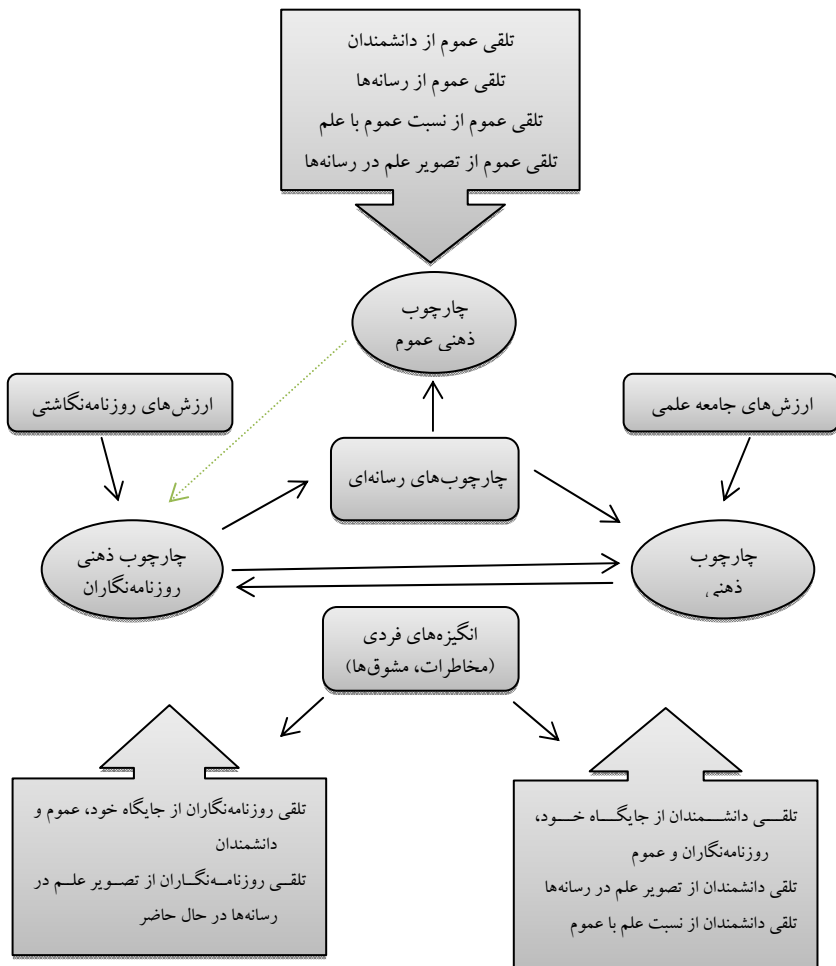 تلقی عموم از دانشمندان
تلقی عموم از رسانه‌ها
تلقی عموم از نسبت عموم با علم
تلقی عموم از تصویر علم در رسانه‌ها
چارچوب
ذهنی عموم
ارزش‌های جامعه علمی
ارزش‌های روزنامه‌نگاشتی
چارچوب‌های رسانه‌ای
چارچوب
ذهنی
چارچوب ذهنی
روزنامه‌نگاران
انگیزه‌های فردی
(مخاطرات، مشوق‌ها)
تلقی دانشمندان از جایگاه خود،
روزنامه‌نگاران و عموم
تلقی دانشمندان از تصویر علم در رسانه‌ها
تلقی دانشمندان از نسبت علم با عموم
تلقی روزنامه‌نگاران از جایگاه خود، عموم و
دانشمندان
تلقی روزنامه‌نگاران از تصویر علم در
رسانه‌ها در حال حاضر